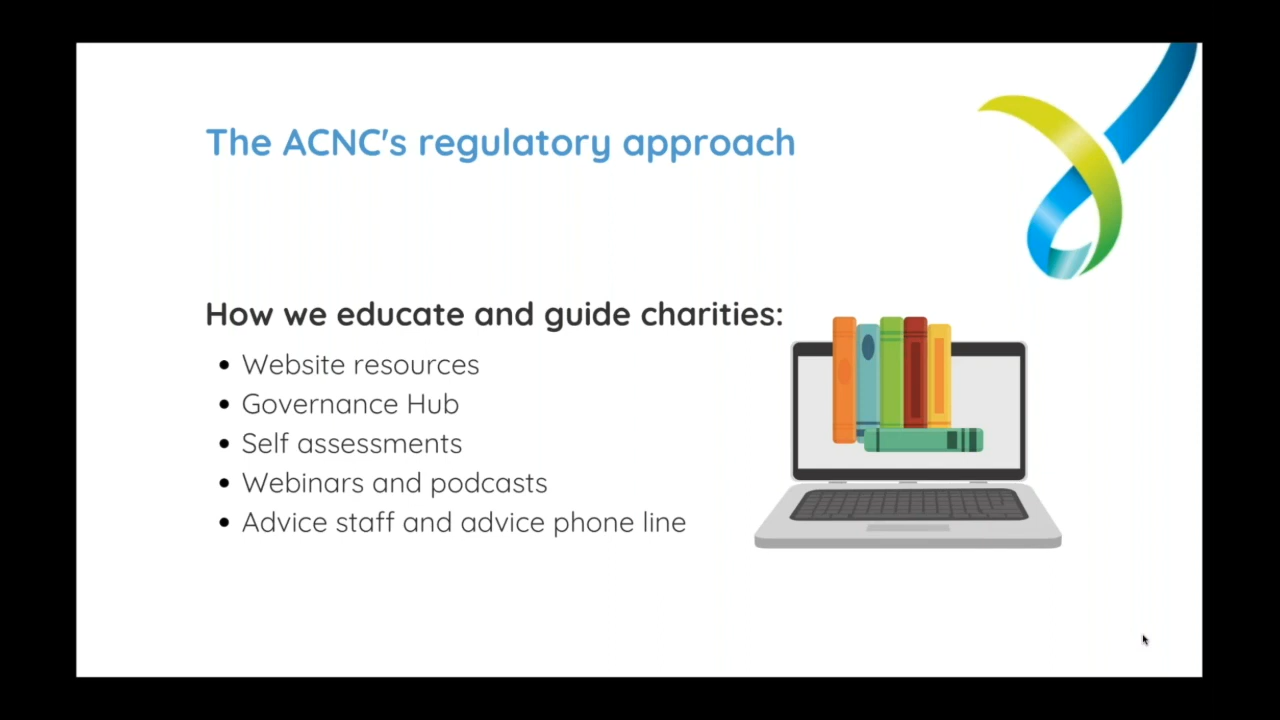 The ACNC's regulatory approach
How we educate and guide charities:
• Website resources
• Governance Hub
• Self assessments
• Webinars and podcasts
• Advice staff and advice phone line